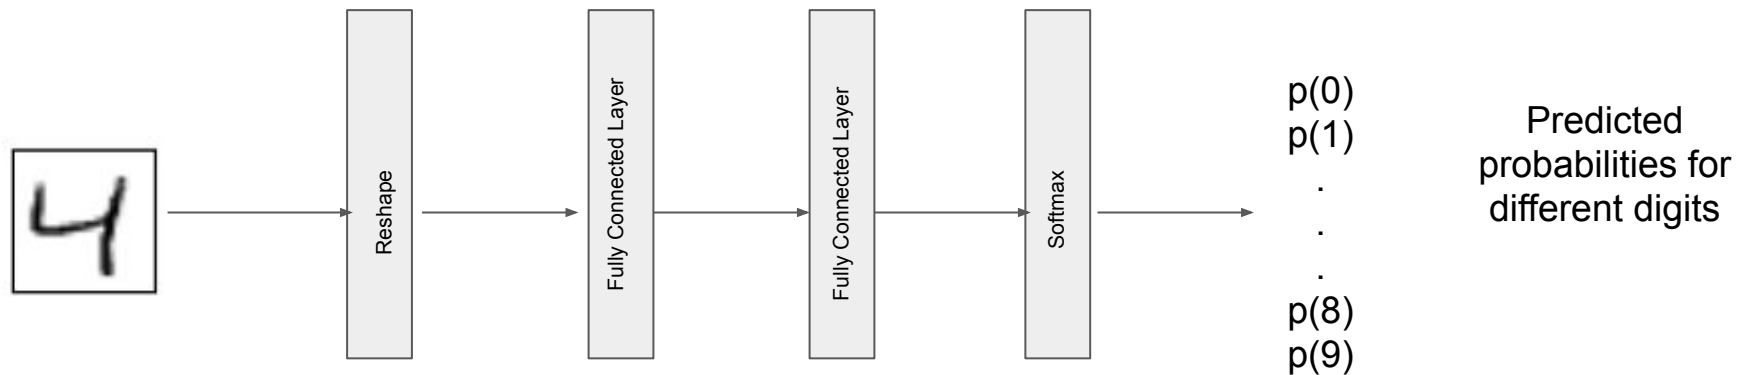 4
Reshape
Fully Connected Layer
Fully Connected Layer
Softmax
p(0)
p(1)
.
.
.
p(8)
p(9)
Predicted
probabilities for
different digits